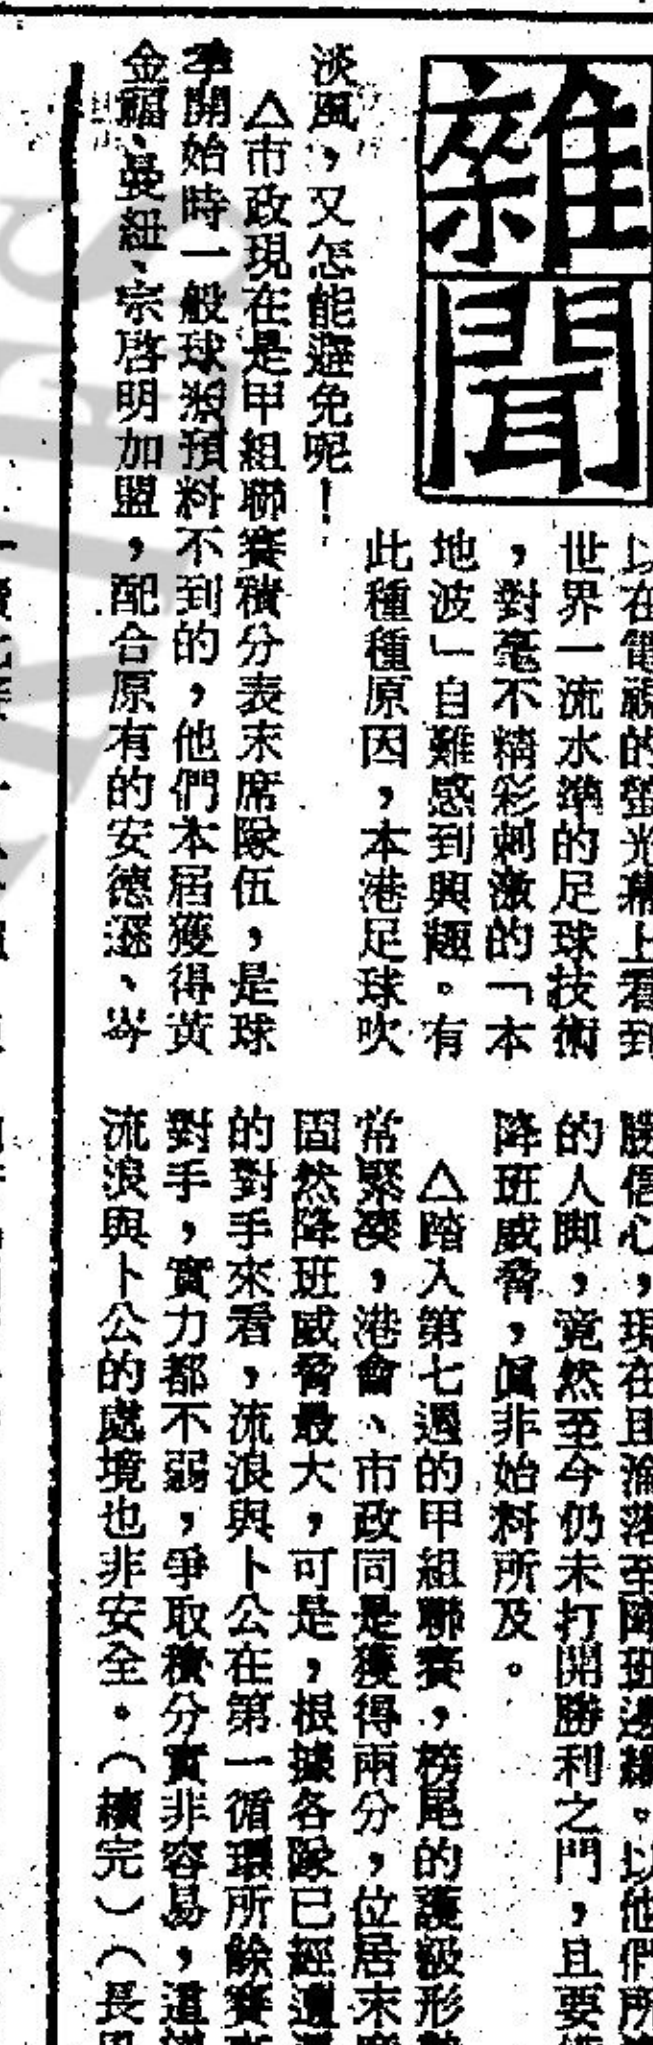 雜聞
以在電視的螢光幕上看到
世界一流水準的足球技術
，對毫不精彩刺激的「本
地波」自難感到興趣。有
此種種原因，本港足球吹
淡風，又怎能避免呢！
△市政現在是甲組聯賽積分表末席隊伍，是球
季開始時一般球類預料不到的，他們本屆獲得黃
金福、曼紐、宗啓明加盟，配合原有的安德遜、
勝信心，現在且淪落至降班邊緣。以他們所
的人脚，竟然至今仍未打開勝利之門，且要
降班威脅，眞非始料所及。
△踏入第七週的甲組聯賽，榜尾的護級形
常緊湊，港會、市政同是獲得兩分，位居末
固然降班威脅最大，可是，根據各隊已經遭
的對手來看，流浪與卜公在第一循環所餘賽
對手，實力都不弱，爭取積分實非容易，這
流浪與卜公的處境也非安全。（續完）（長